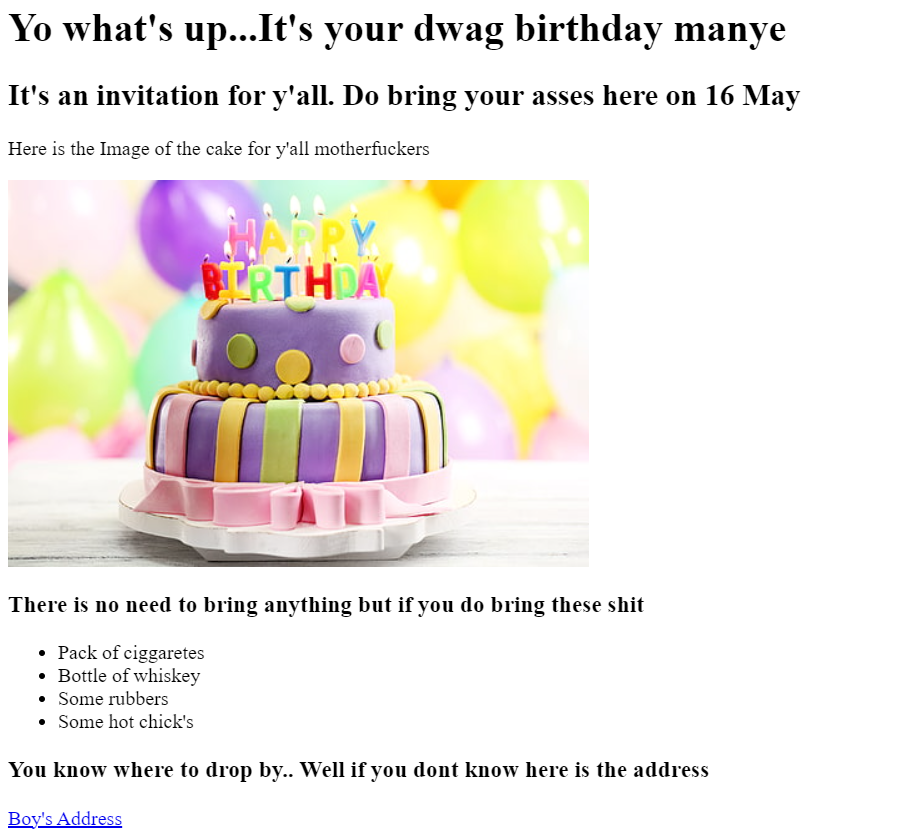 Yo what's up...It's your dwag birthday manye
It's an invitation for y'all. Do bring your asses here on 16 May
Here is the Image of the cake for y'all motherfuckers
HAPPY
BIRTHDAY
There is no need to bring anything but if you do bring these shit
Pack of ciggaretes
Bottle of whiskey
Some rubbers
Some hot chick's
You know where to drop by.. Well if you dont know here is the address
Boy's Address